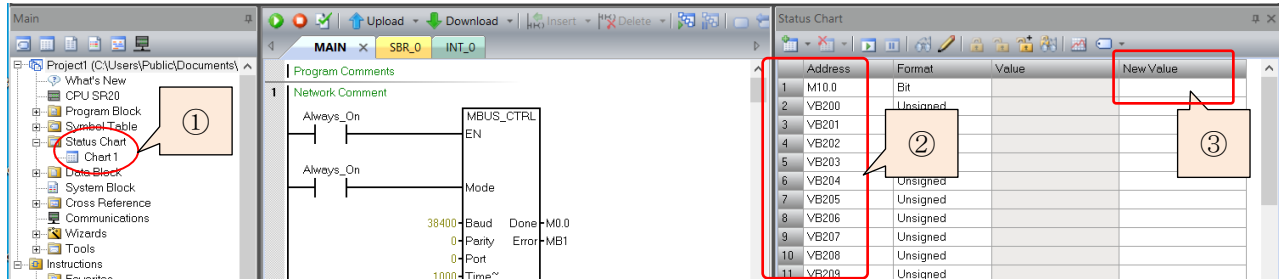 Main
Project1 (C:\Users\Public\Documents\
What's New
CPU SR20
Program Block
Symbol Table
Status Chart
Chart 1
Data Block
System Block
Cross Reference
Communications
Wizards
Tools
Instructions
Favorites
①
Upload Download Insert Delete
MAIN × SBR_0 INT_0
Program Comments
1 Network Comment
Always_On MBUS_CTRL
EN
Always_On
Mode
38400 Baud Done M0.0
0 Parity Error MB1
0 Port
1000 Time~
Status Chart
Address Format Value New Value
1 M10.0 Bit
2 VB200 Unsigned
3 VB201
4 VB202
5 VB203
6 VB204 Unsigned
7 VB205 Unsigned
8 VB206 Unsigned
9 VB207 Unsigned
10 VB208 Unsigned
11 VB209 Unsigned
②
③